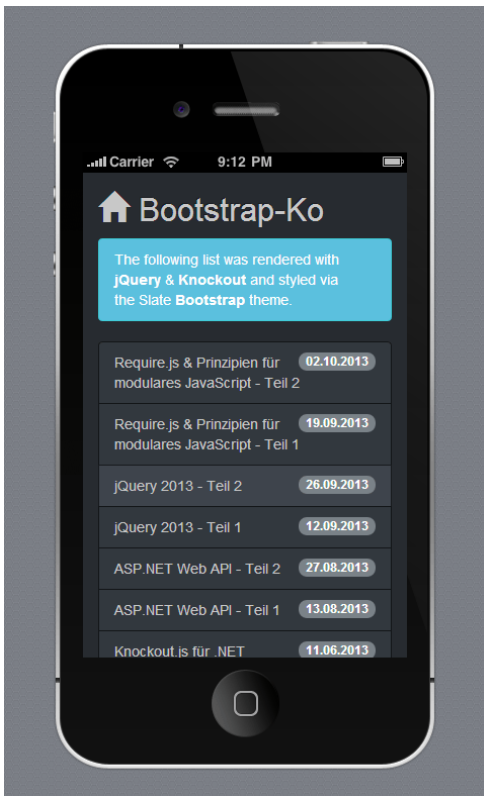 Carrier 9:12 PM
Bootstrap-Ko
The following list was rendered with
jQuery & Knockout and styled via
the Slate Bootstrap theme.
Require.js & Prinzipien für 02.10.2013
modulares JavaScript - Teil 2
Require.js & Prinzipien für 19.09.2013
modulares JavaScript - Teil 1
jQuery 2013 - Teil 2 26.09.2013
jQuery 2013 - Teil 1 12.09.2013
ASP.NET Web API - Teil 2 27.08.2013
ASP.NET Web API - Teil 1 13.08.2013
Knockout.js für .NET 11.06.2013